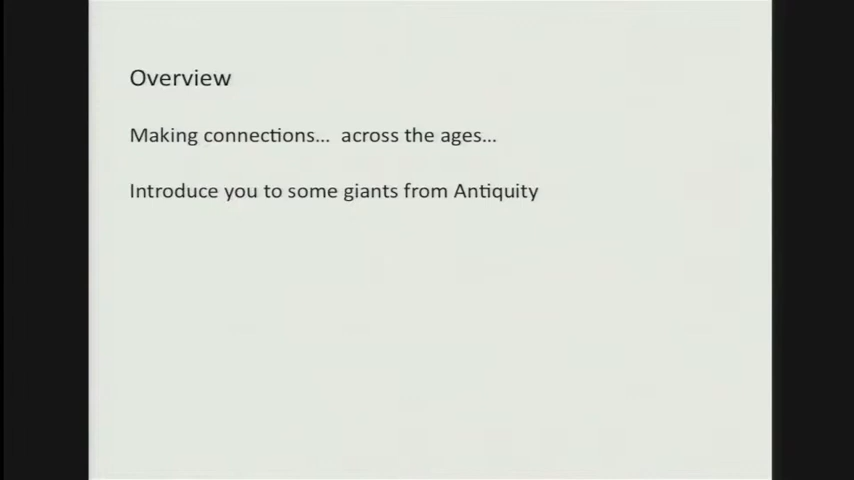 Overview
Making connections… across the ages…
Introduce you to some giants from Antiquity